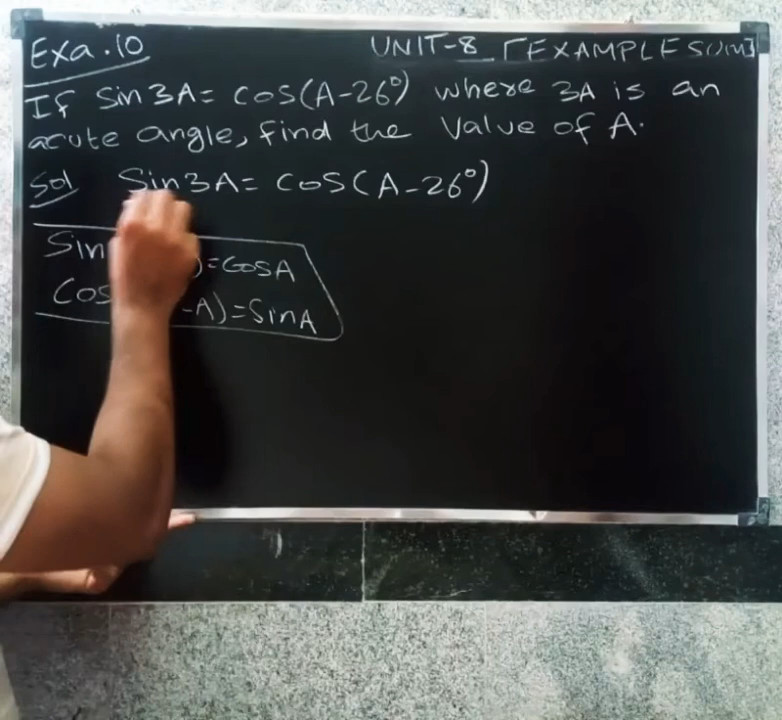 Exa.10
UNIT-8 [EXAMPLE SUM]
If Sin 3A = cos(A-26°) where 3A is an
acute angle, find the value of A.
Sol Sin3A = cos(A-26°)
Sin )=cosA
Cos -A)=SinA